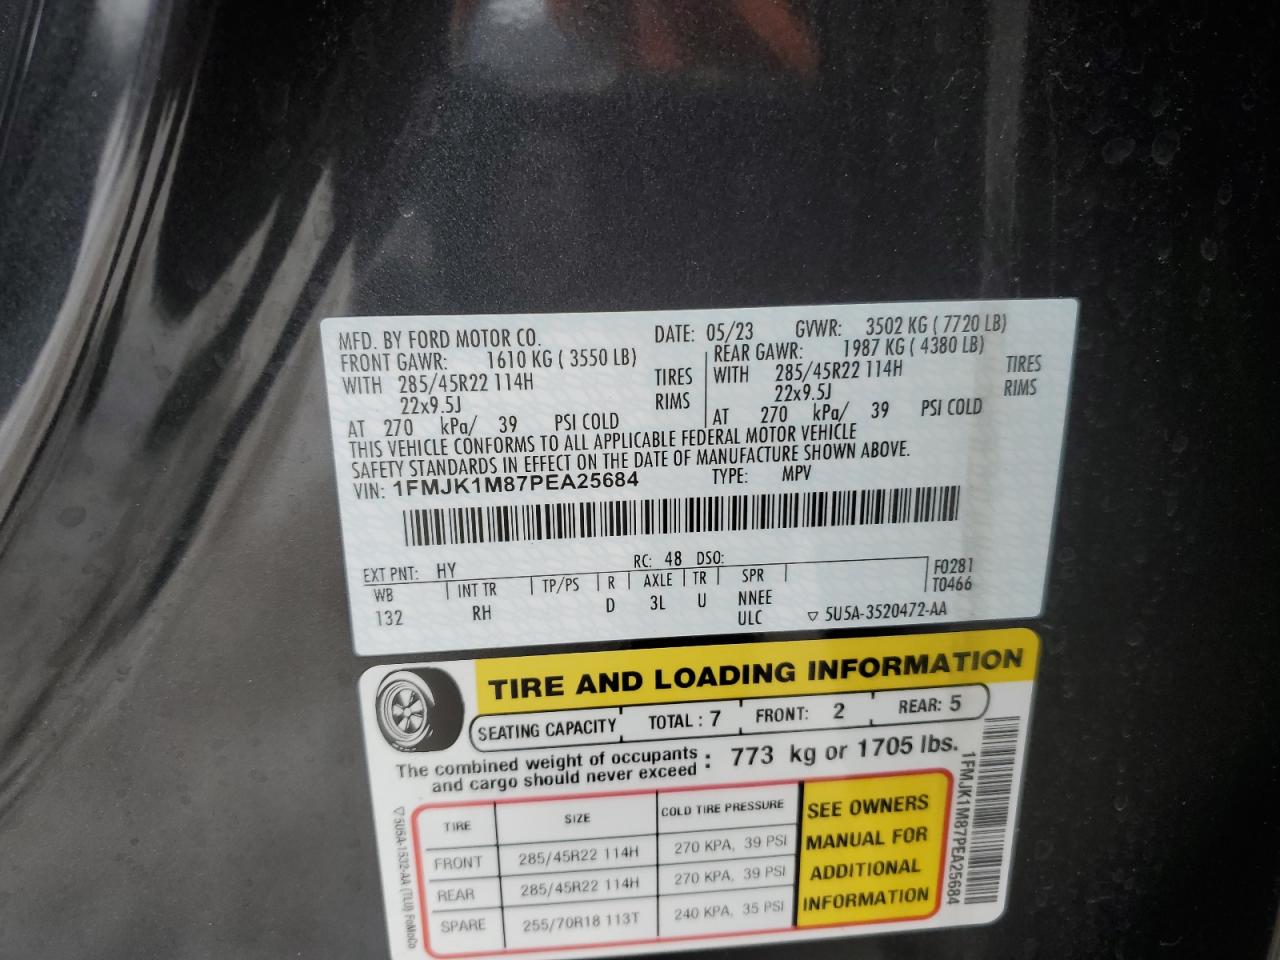 MFD. BY FORD MOTOR CO. DATE: 05/23 GVWR: 3502 KG ( 7720 LB)
FRONT GAWR: 1610 KG ( 3550 LB) REAR GAWR: 1987 KG ( 4380 LB)
WITH 285/45R22 114H TIRES WITH 285/45R22 114H TIRES
22x9.5J RIMS 22x9.5J RIMS
AT 270 kPa/ 39 PSI COLD AT 270 kPa/ 39 PSI COLD
THIS VEHICLE CONFORMS TO ALL APPLICABLE FEDERAL MOTOR VEHICLE
SAFETY STANDARDS IN EFFECT ON THE DATE OF MANUFACTURE SHOWN ABOVE.
VIN: 1FMJK1M87PEA25684 TYPE: MPV
EXT PNT: HY RC: 48 DSO:
WB INT TR TP/PS R AXLE TR SPR F0281
132 RH D 3L U NNEE T0466
ULC 5U5A-3520472-AA
TIRE AND LOADING INFORMATION
SEATING CAPACITY TOTAL : 7 FRONT: 2 REAR: 5
The combined weight of occupants
and cargo should never exceed : 773 kg or 1705 lbs.
TIRE SIZE COLD TIRE PRESSURE
FRONT 285/45R22 114H 270 KPA, 39 PSI
REAR 285/45R22 114H 270 KPA, 39 PSI
SPARE 255/70R18 113T 240 KPA, 35 PSI
SEE OWNERS
MANUAL FOR
ADDITIONAL
INFORMATION
1FMJK1M87PEA25684
5U5A-1532-AA (TLU) FoMoCo